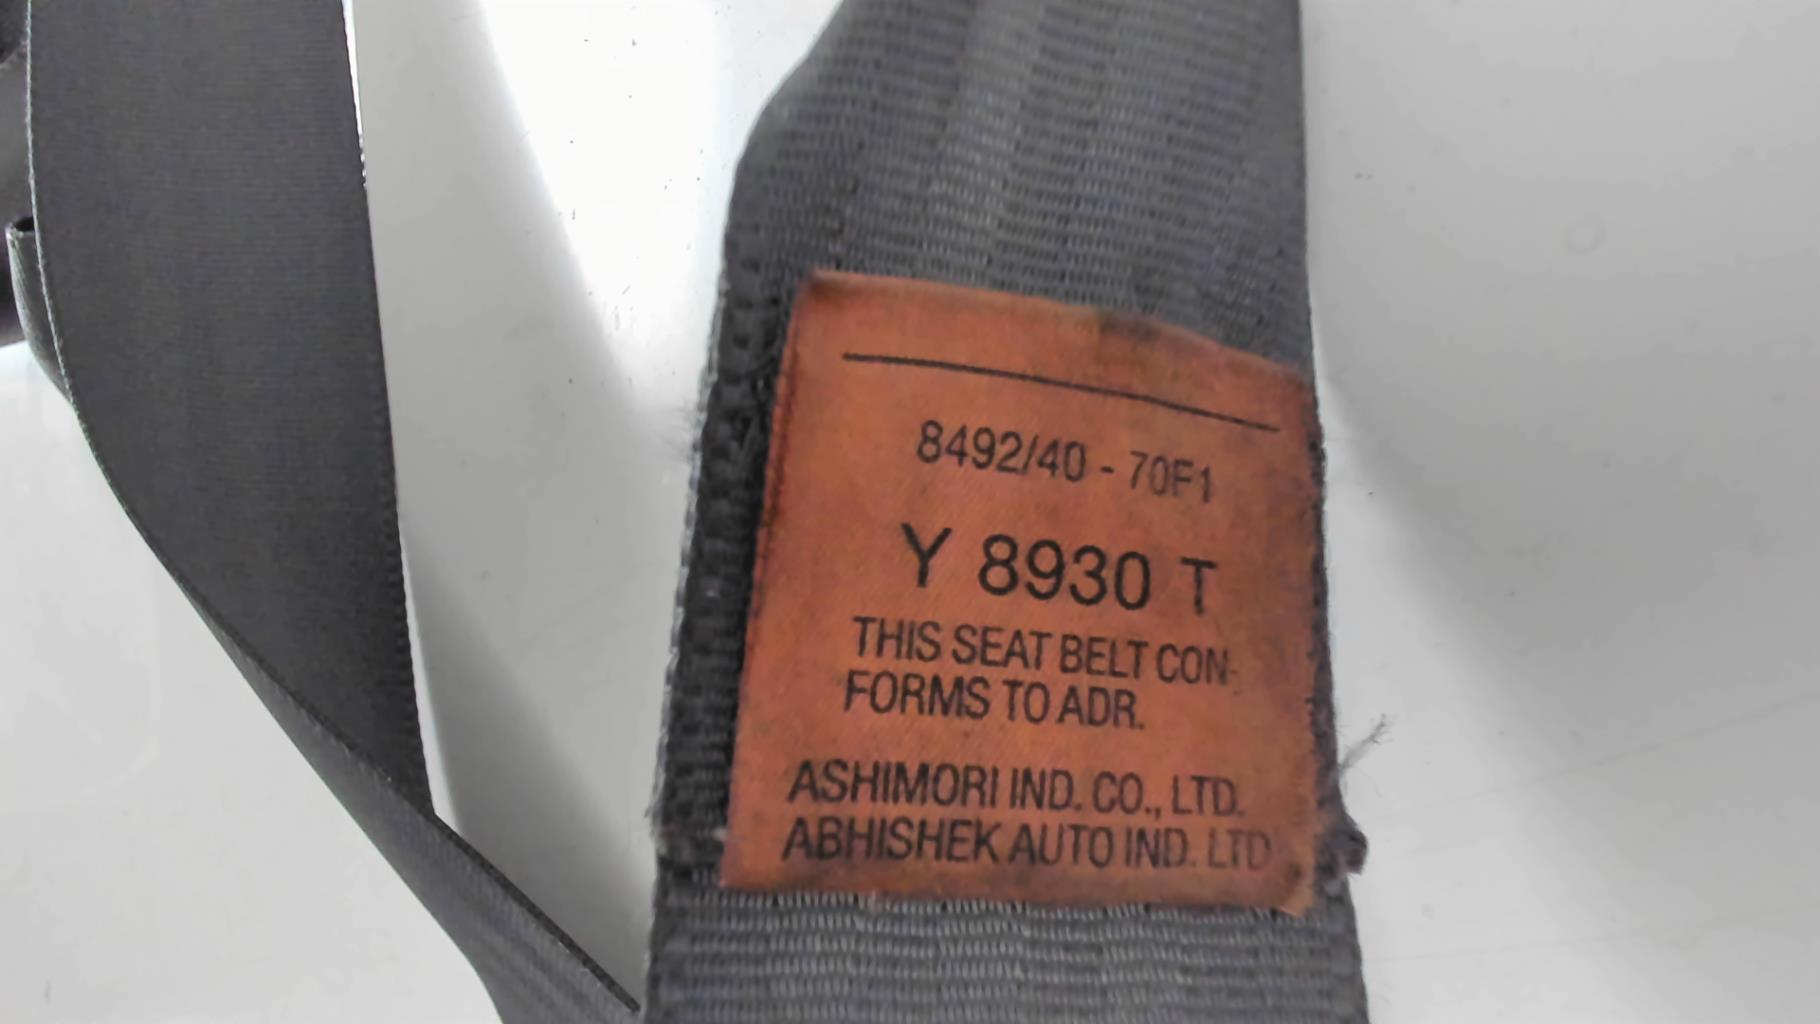 8492/40 - 70F1
Y 8930 T
THIS SEAT BELT CON-
FORMS TO ADR.
ASHIMORI IND. CO., LTD.
ABHISHEK AUTO IND. LTD